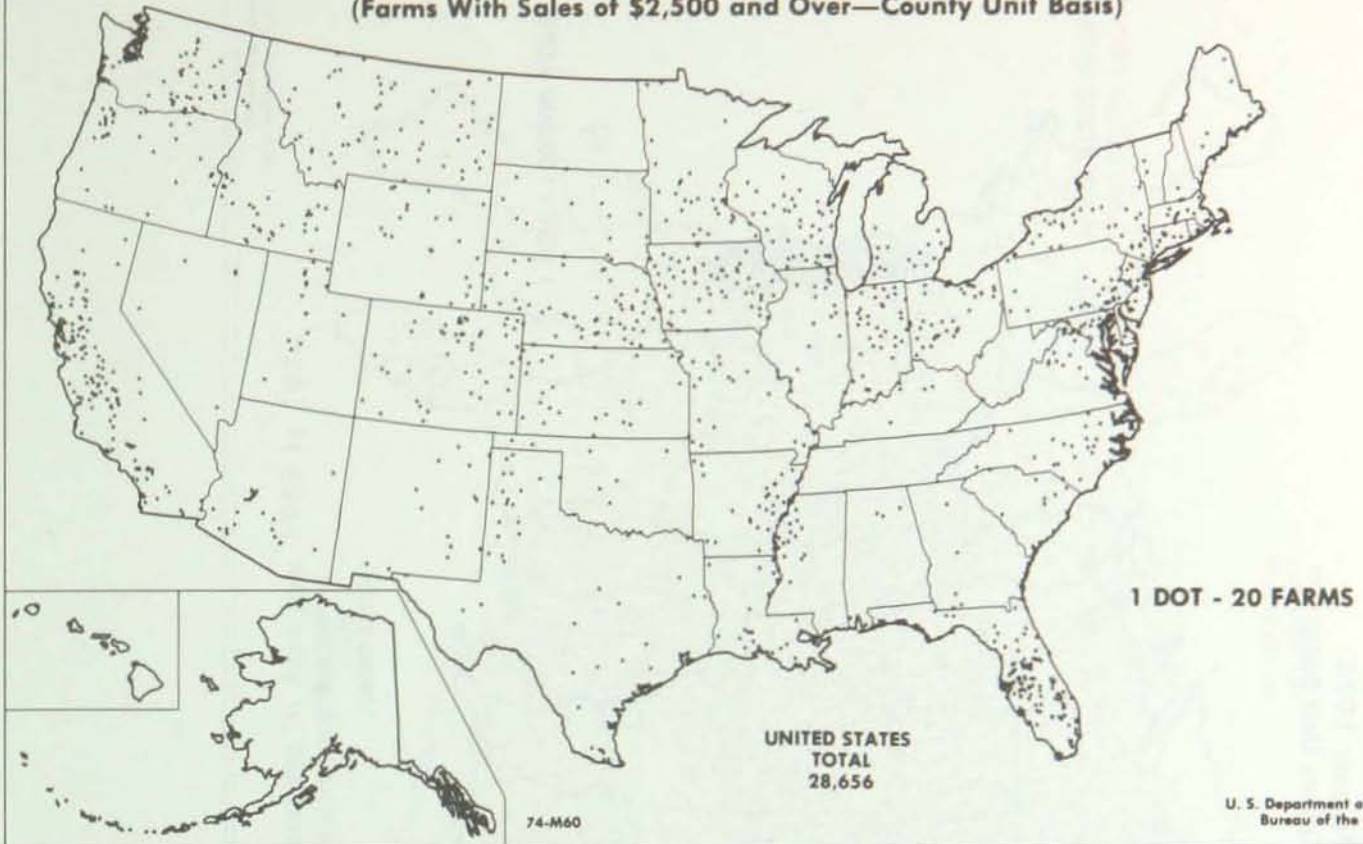 (Farms With Sales of $2,500 and Over—County Unit Basis)
1 DOT - 20 FARMS
UNITED STATES
TOTAL
28,656
74-M60
U. S. Department o
Bureau of the